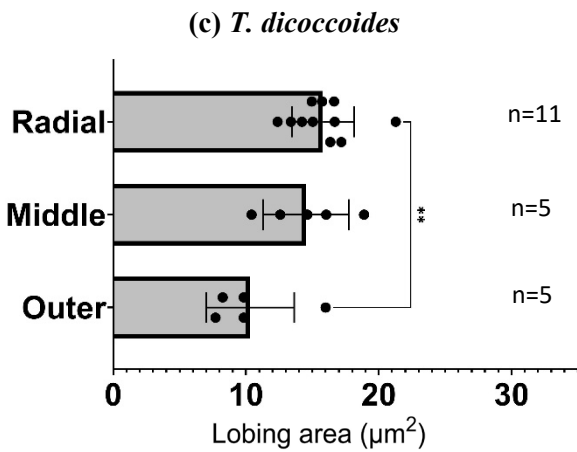 (c) T. dicoccoides
Radial n=11
Middle n=5
**
Outer n=5
0 10 20 30
Lobing area (µm²)